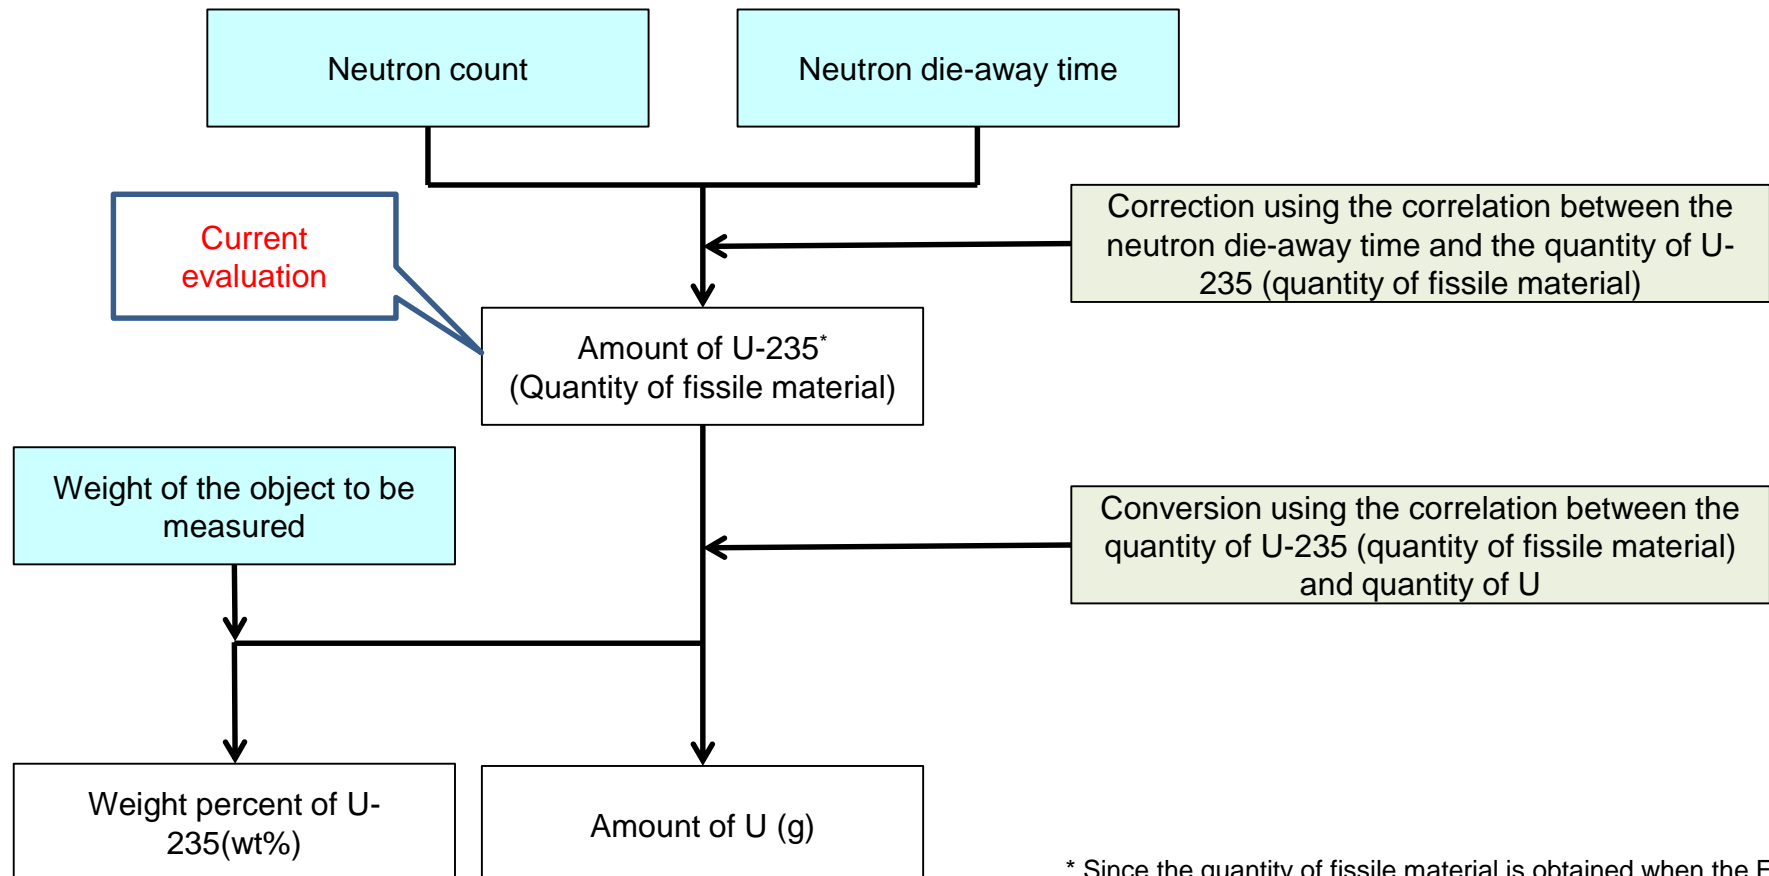 Neutron count
Neutron die-away time
Current
evaluation
Correction using the correlation between the
neutron die-away time and the quantity of U-
235 (quantity of fissile material)
Amount of U-235*
(Quantity of fissile material)
Weight of the object to be
measured
Conversion using the correlation between the
quantity of U-235 (quantity of fissile material)
and quantity of U
Weight percent of U-
235(wt%)
Amount of U (g)
* Since the quantity of fissile material is obtained when the